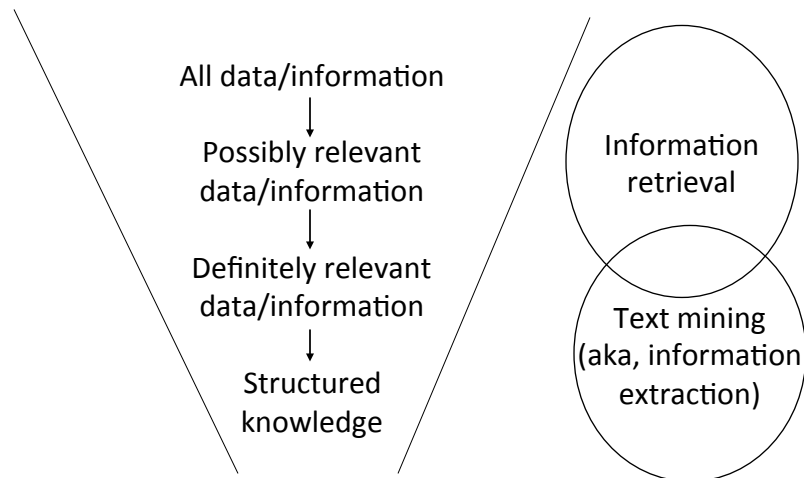 All data/information
Possibly relevant
data/information
Definitely relevant
data/information
Structured
knowledge
Information
retrieval
Text mining
(aka, information
extraction)